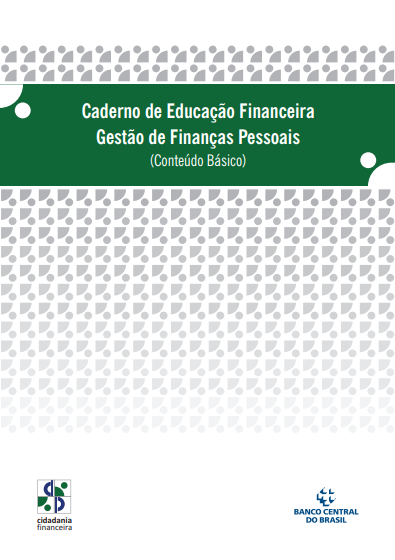 Caderno de Educação Financeira
Gestão de Finanças Pessoais
(Conteúdo Básico)
cidadania
financeira
BANCO CENTRAL
DO BRASIL